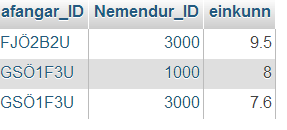 afangar_ID Nemendur_ID einkunn
FJÖ2B2U 3000 9.5
GSÖ1F3U 1000 8
GSÖ1F3U 3000 7.6